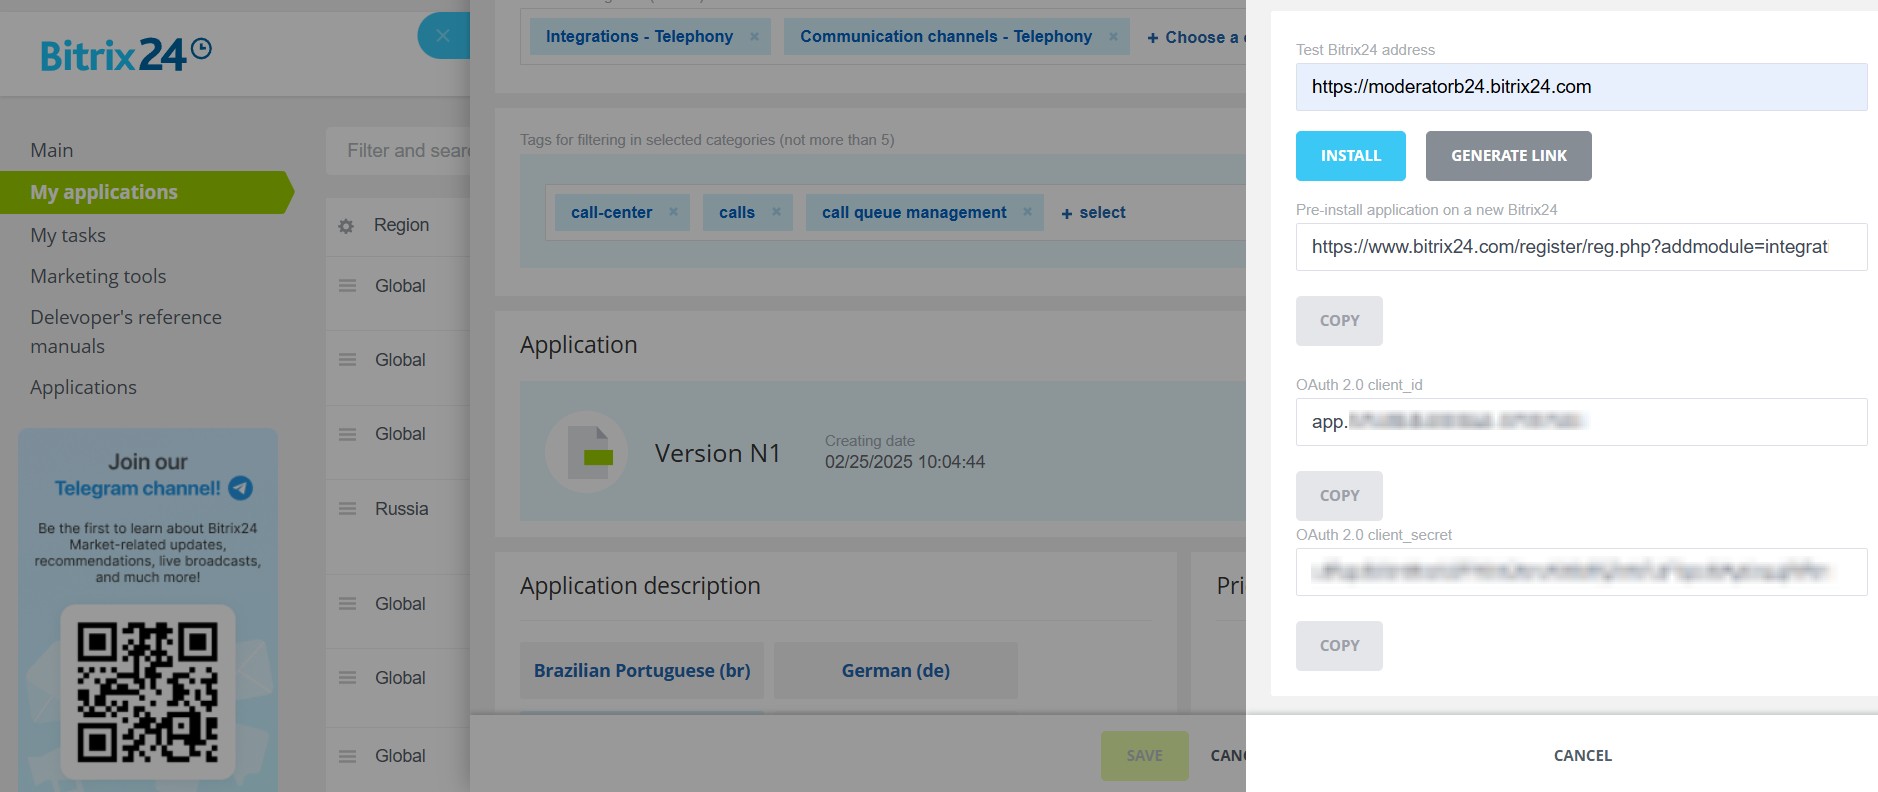 Bitrix24
Main
My applications
My tasks
Marketing tools
Delevoper's reference
manuals
Applications
Join our
Telegram channel!
Be the first to learn about Bitrix24
Market-related updates,
recommendations, live broadcasts,
and much more!
Filter and sear
Region
Global
Global
Global
Russia
Global
Global
Global
Integrations - Telephony × Communication channels - Telephony × + Choose a
Tags for filtering in selected categories (not more than 5)
call-center × calls × call queue management × + select
Application
Version N1
Creating date
02/25/2025 10:04:44
Application description
Pri
Brazilian Portuguese (br)
German (de)
SAVE
CANC
Test Bitrix24 address
https://moderatorb24.bitrix24.com
INSTALL
GENERATE LINK
Pre-install application on a new Bitrix24
https://www.bitrix24.com/register/reg.php?addmodule=integrat
COPY
OAuth 2.0 client_id
app.
COPY
OAuth 2.0 client_secret
COPY
CANCEL